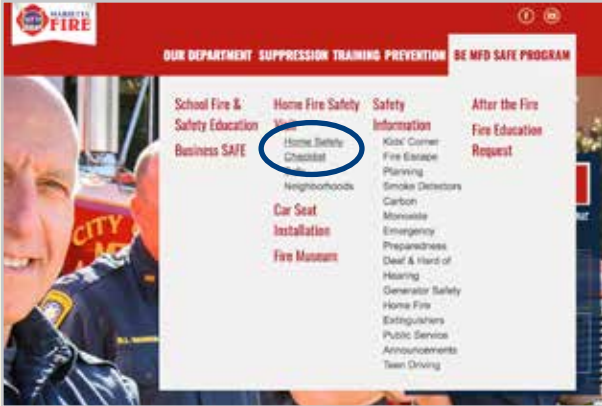 MARIETTA
FIRE
OUR DEPARTMENT SUPPRESSION TRAINING PREVENTION BE MFD SAFE PROGRAM
School Fire &
Safety Education
Business SAFE
Home Fire Safety
Visit
Home Safety
Checklist
Neighborhoods
Car Seat
Installation
Fire Museum
Safety
Information
Kids' Corner
Fire Escape
Planning
Smoke Detectors
Carbon
Monoxide
Emergency
Preparedness
Deaf & Hard of
Hearing
Generator Safety
Home Fire
Extinguishers
Public Service
Announcements
Teen Driving
After the Fire
Fire Education
Request
CITY